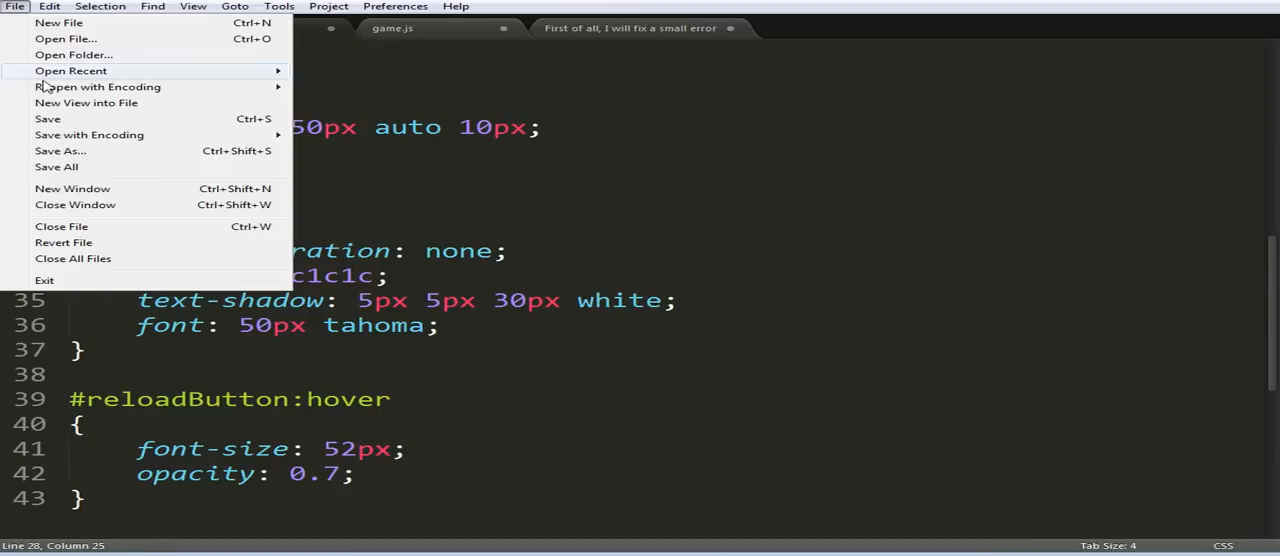 File Edit Selection Find View Goto Tools Project Preferences Help
game.js First of all, I will fix a small error
New File Ctrl+N
Open File... Ctrl+O
Open Folder...
Open Recent
Reopen with Encoding
New View into File
Save Ctrl+S
Save with Encoding
Save As... Ctrl+Shift+S
Save All
New Window Ctrl+Shift+N
Close Window Ctrl+Shift+W
Close File Ctrl+W
Revert File
Close All Files
Exit
50px auto 10px;
ration: none;
c1c1c;
35 text-shadow: 5px 5px 30px white;
36 font: 50px tahoma;
37 }
38
39 #reloadButton:hover
40 {
41 font-size: 52px;
42 opacity: 0.7;
43 }
Line 28, Column 25 Tab Size: 4 CSS